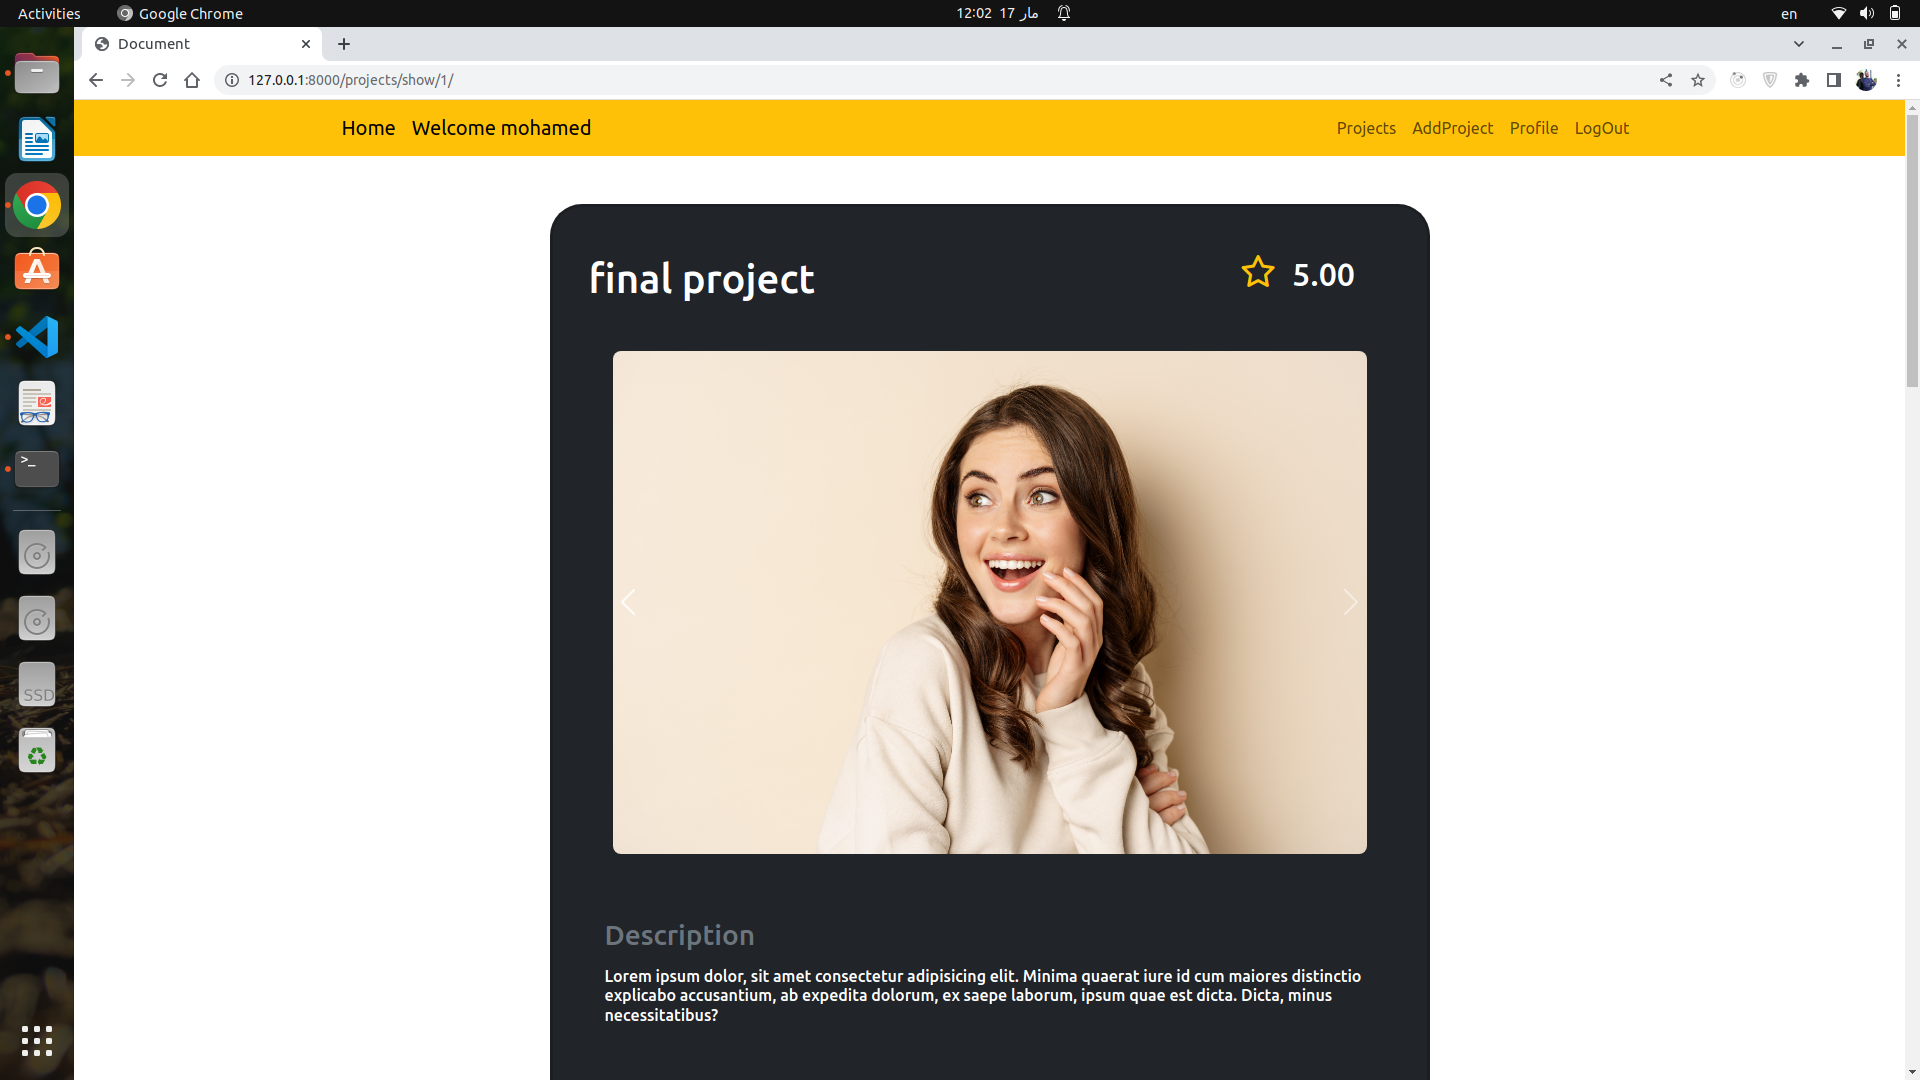 Activities
Google Chrome
12:02 17 مار
en
Document
127.0.0.1:8000/projects/show/1/
Home Welcome mohamed
Projects AddProject Profile LogOut
final project
5.00
>_
SSD
Description
Lorem ipsum dolor, sit amet consectetur adipisicing elit. Minima quaerat iure id cum maiores distinctio
explicabo accusantium, ab expedita dolorum, ex saepe laborum, ipsum quae est dicta. Dicta, minus
necessitatibus?